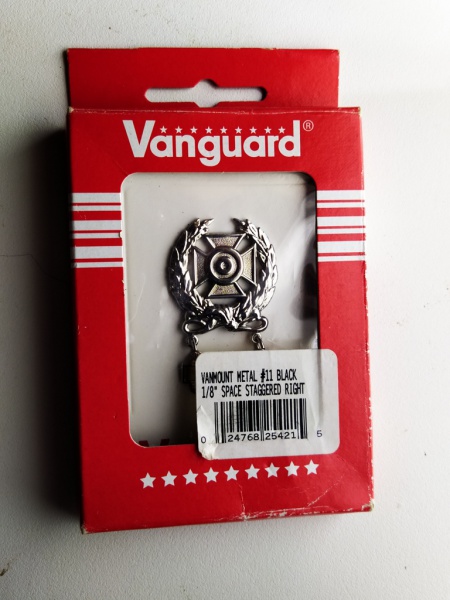 Vanguard®
VANMOUNT METAL #11 BLACK
1/8" SPACE STAGGERED RIGHT
0 24768 25421 5